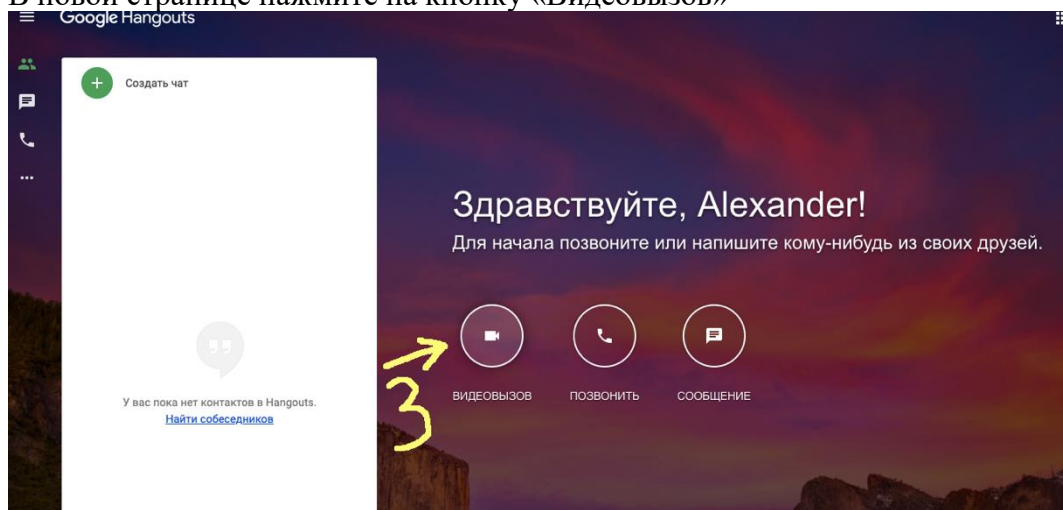 В новой странице нажмите на кнопку «Видеовызов»
Google Hangouts
Создать чат
Здравствуйте, Alexander!
Для начала позвоните или напишите кому-нибудь из своих друзей.
3
ВИДЕОВЫЗОВ ПОЗВОНИТЬ СООБЩЕНИЕ
У вас пока нет контактов в Hangouts.
Найти собеседников